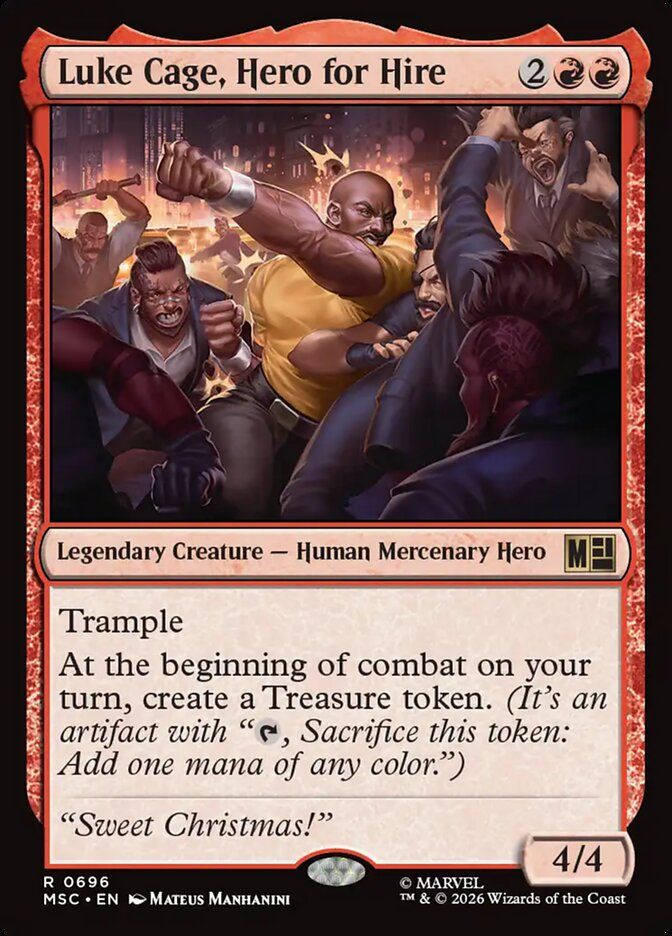 Luke Cage, Hero for Hire 2
Legendary Creature — Human Mercenary Hero
Trample
At the beginning of combat on your
turn, create a Treasure token. (It's an
artifact with “, Sacrifice this token:
Add one mana of any color.”)
“Sweet Christmas!”
4/4
R 0696
MSC • EN Mateus Manhanini
© MARVEL
™ & © 2026 Wizards of the Coast